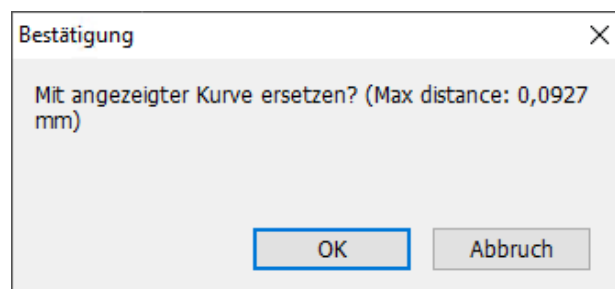 Bestätigung
Mit angezeigter Kurve ersetzen? (Max distance: 0,0927
mm)
OK
Abbruch